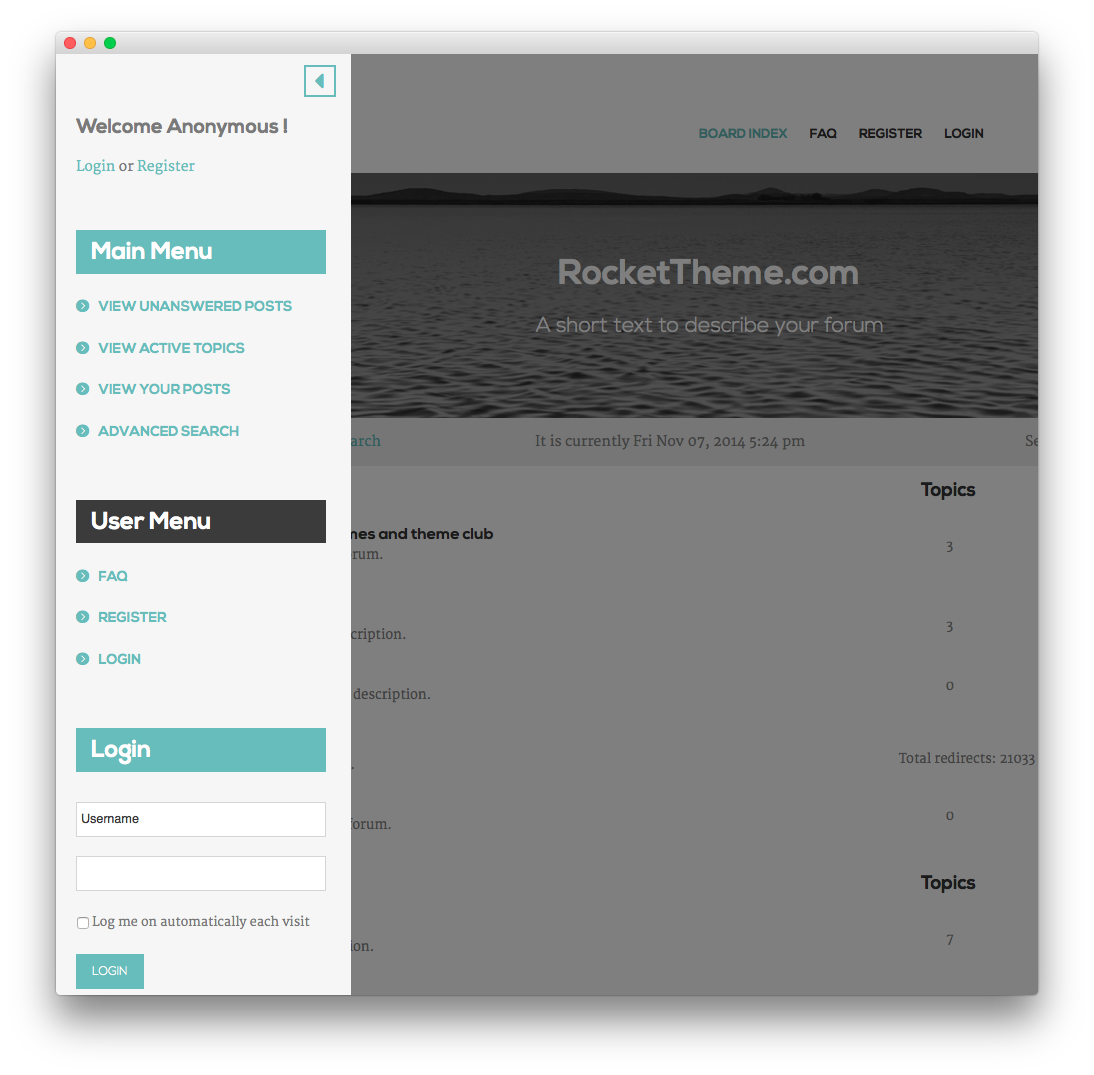 Welcome Anonymous !
Login or Register
Main Menu
VIEW UNANSWERED POSTS
VIEW ACTIVE TOPICS
VIEW YOUR POSTS
ADVANCED SEARCH
User Menu
FAQ
REGISTER
LOGIN
Login
Username
Log me on automatically each visit
LOGIN
BOARD INDEX FAQ REGISTER LOGIN
RocketTheme.com
A short text to describe your forum
arch It is currently Fri Nov 07, 2014 5:24 pm Se
Topics
mes and theme club
rum.
3
cription.
3
description.
0
.
Total redirects: 21033
forum.
0
Topics
ion.
7